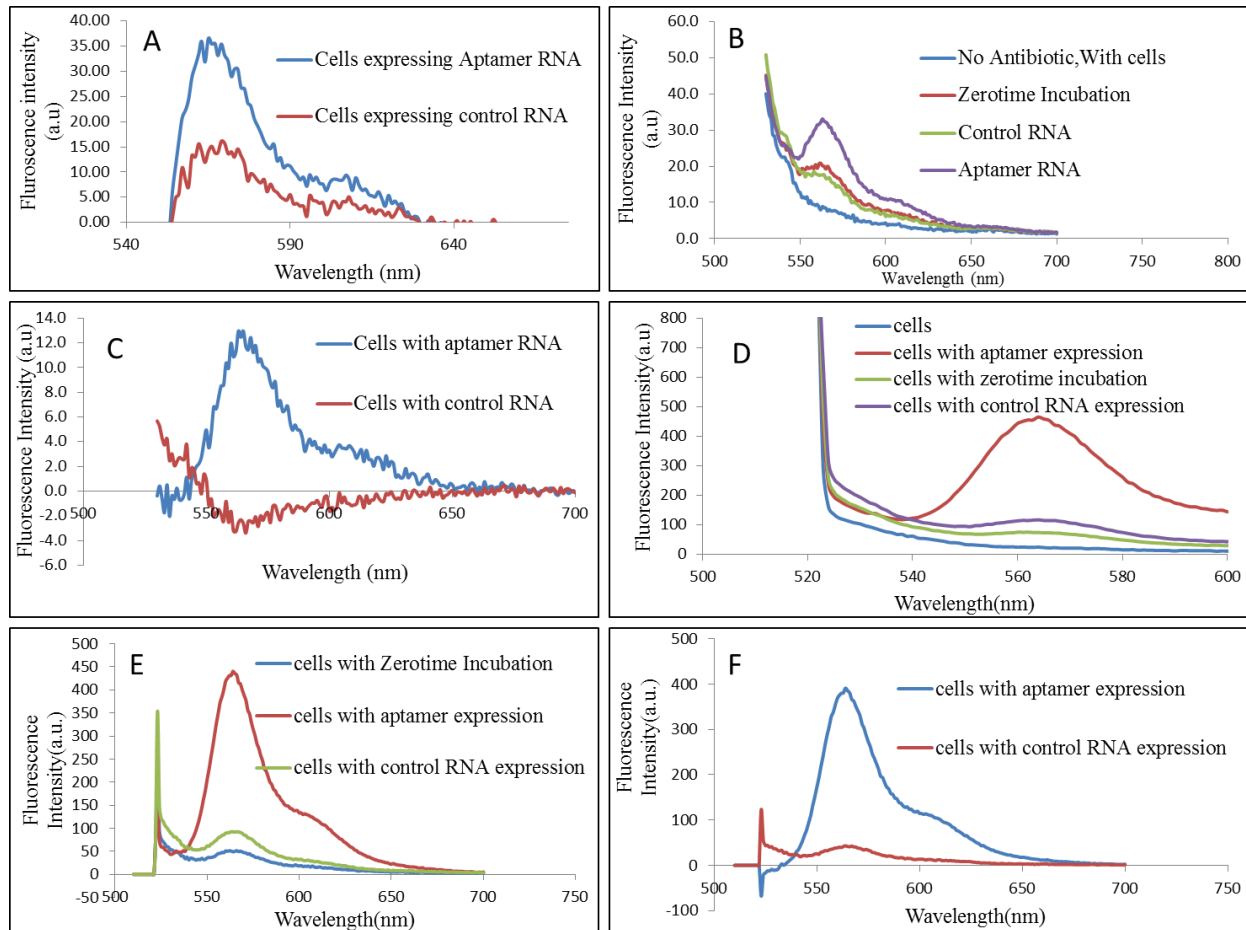 A
Fluroscence intensity
(a.u)
40.00
35.00
30.00
25.00
20.00
15.00
10.00
5.00
0.00
540
590
640
Wavelength (nm)
Cells expressing Aptamer RNA
Cells expressing control RNA
B
Fluorescence Intensity
(a.u)
60.0
50.0
40.0
30.0
20.0
10.0
0.0
500
550
600
650
700
750
800
Wavelength (nm)
No Antibiotic,With cells
Zerotime Incubation
Control RNA
Aptamer RNA
C
Fluorescence Intensity (a.u)
14.0
12.0
10.0
8.0
6.0
4.0
2.0
0.0
-2.0
-4.0
-6.0
500
550
600
650
700
Wavelength (nm)
Cells with aptamer RNA
Cells with control RNA
D
Fluorescence Intensity(a.u)
800
700
600
500
400
300
200
100
0
500
520
540
560
580
600
Wavelength(nm)
cells
cells with aptamer expression
cells with zerotime incubation
cells with control RNA expression
E
Fluorescence
Intensity(a.u.)
500
450
400
350
300
250
200
150
100
50
0
-50
500
550
600
650
700
750
Wavelength(nm)
cells with Zerotime Incubation
cells with aptamer expression
cells with control RNA expression
F
Fluorescence
Intensity(a.u.)
500
400
300
200
100
0
-100
500
550
600
650
700
750
Wavelength(nm)
cells with aptamer expression
cells with control RNA expression